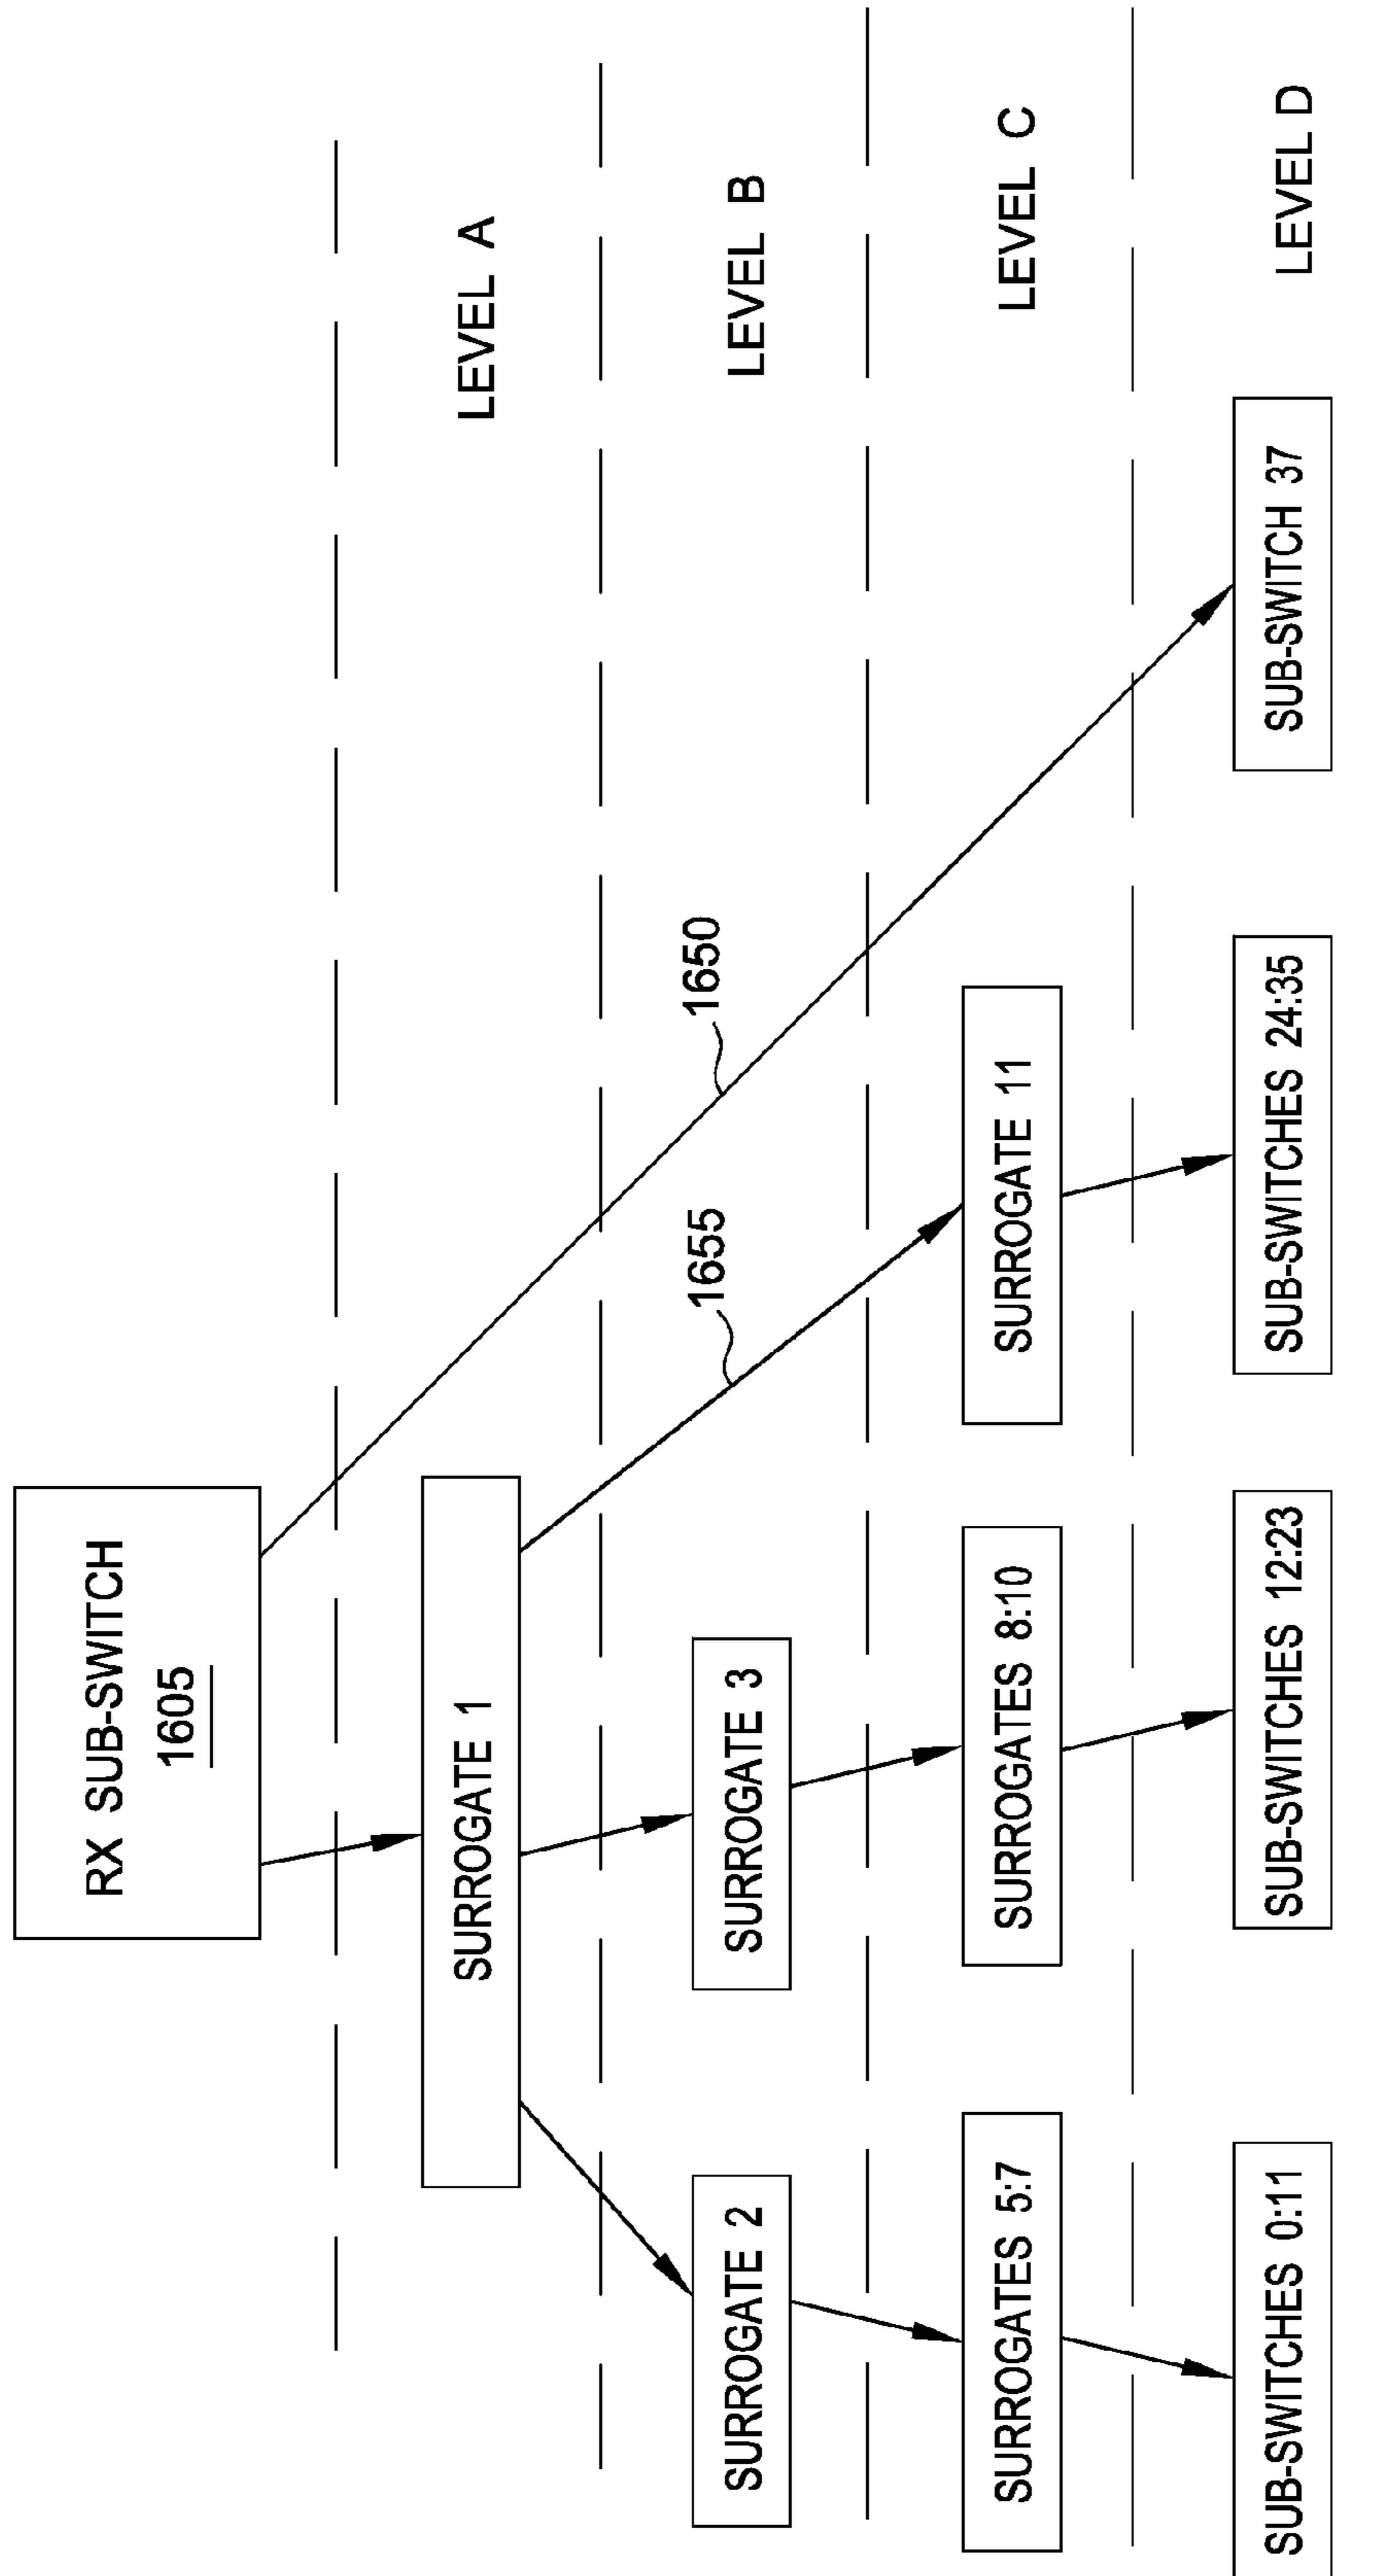 RX SUB-SWITCH
1605
SURROGATE 1
LEVEL A
SURROGATE 2
SURROGATE 3
1655
1650
LEVEL B
SURROGATES 5:7
SURROGATES 8:10
SURROGATE 11
LEVEL C
SUB-SWITCHES 0:11
SUB-SWITCHES 12:23
SUB-SWITCHES 24:35
SUB-SWITCH 37
LEVEL D